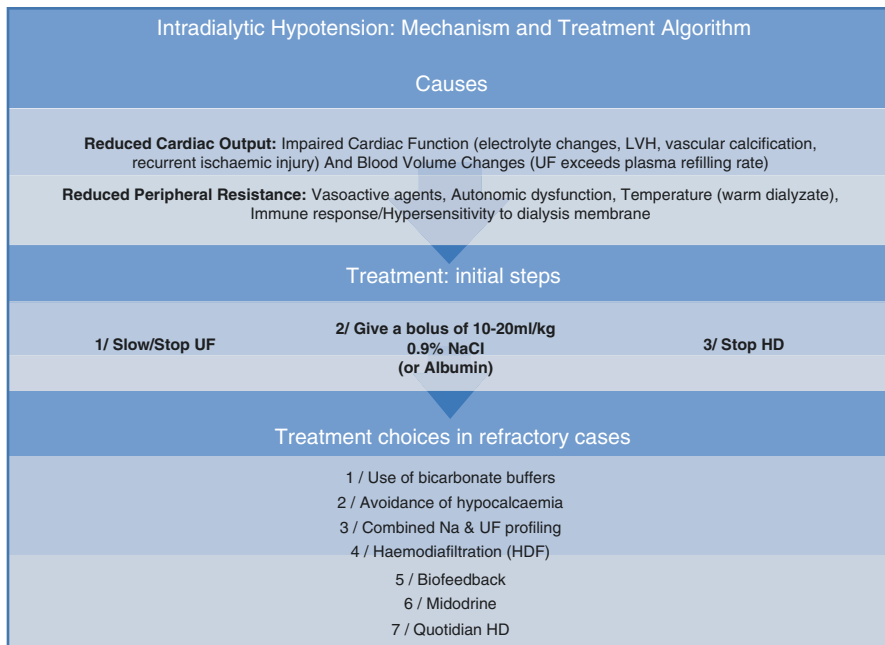 Intradialytic Hypotension: Mechanism and Treatment Algorithm
Causes
Reduced Cardiac Output: Impaired Cardiac Function (electrolyte changes, LVH, vascular calcification,
recurrent ischaemic injury) And Blood Volume Changes (UF exceeds plasma refilling rate)
Reduced Peripheral Resistance: Vasoactive agents, Autonomic dysfunction, Temperature (warm dialyzate),
Immune response/Hypersensitivity to dialysis membrane
Treatment: initial steps
1/ Slow/Stop UF
2/ Give a bolus of 10-20ml/kg
0.9% NaCl
(or Albumin)
3/ Stop HD
Treatment choices in refractory cases
1 / Use of bicarbonate buffers
2 / Avoidance of hypocalcaemia
3 / Combined Na & UF profiling
4 / Haemodiafiltration (HDF)
5 / Biofeedback
6 / Midodrine
7 / Quotidian HD